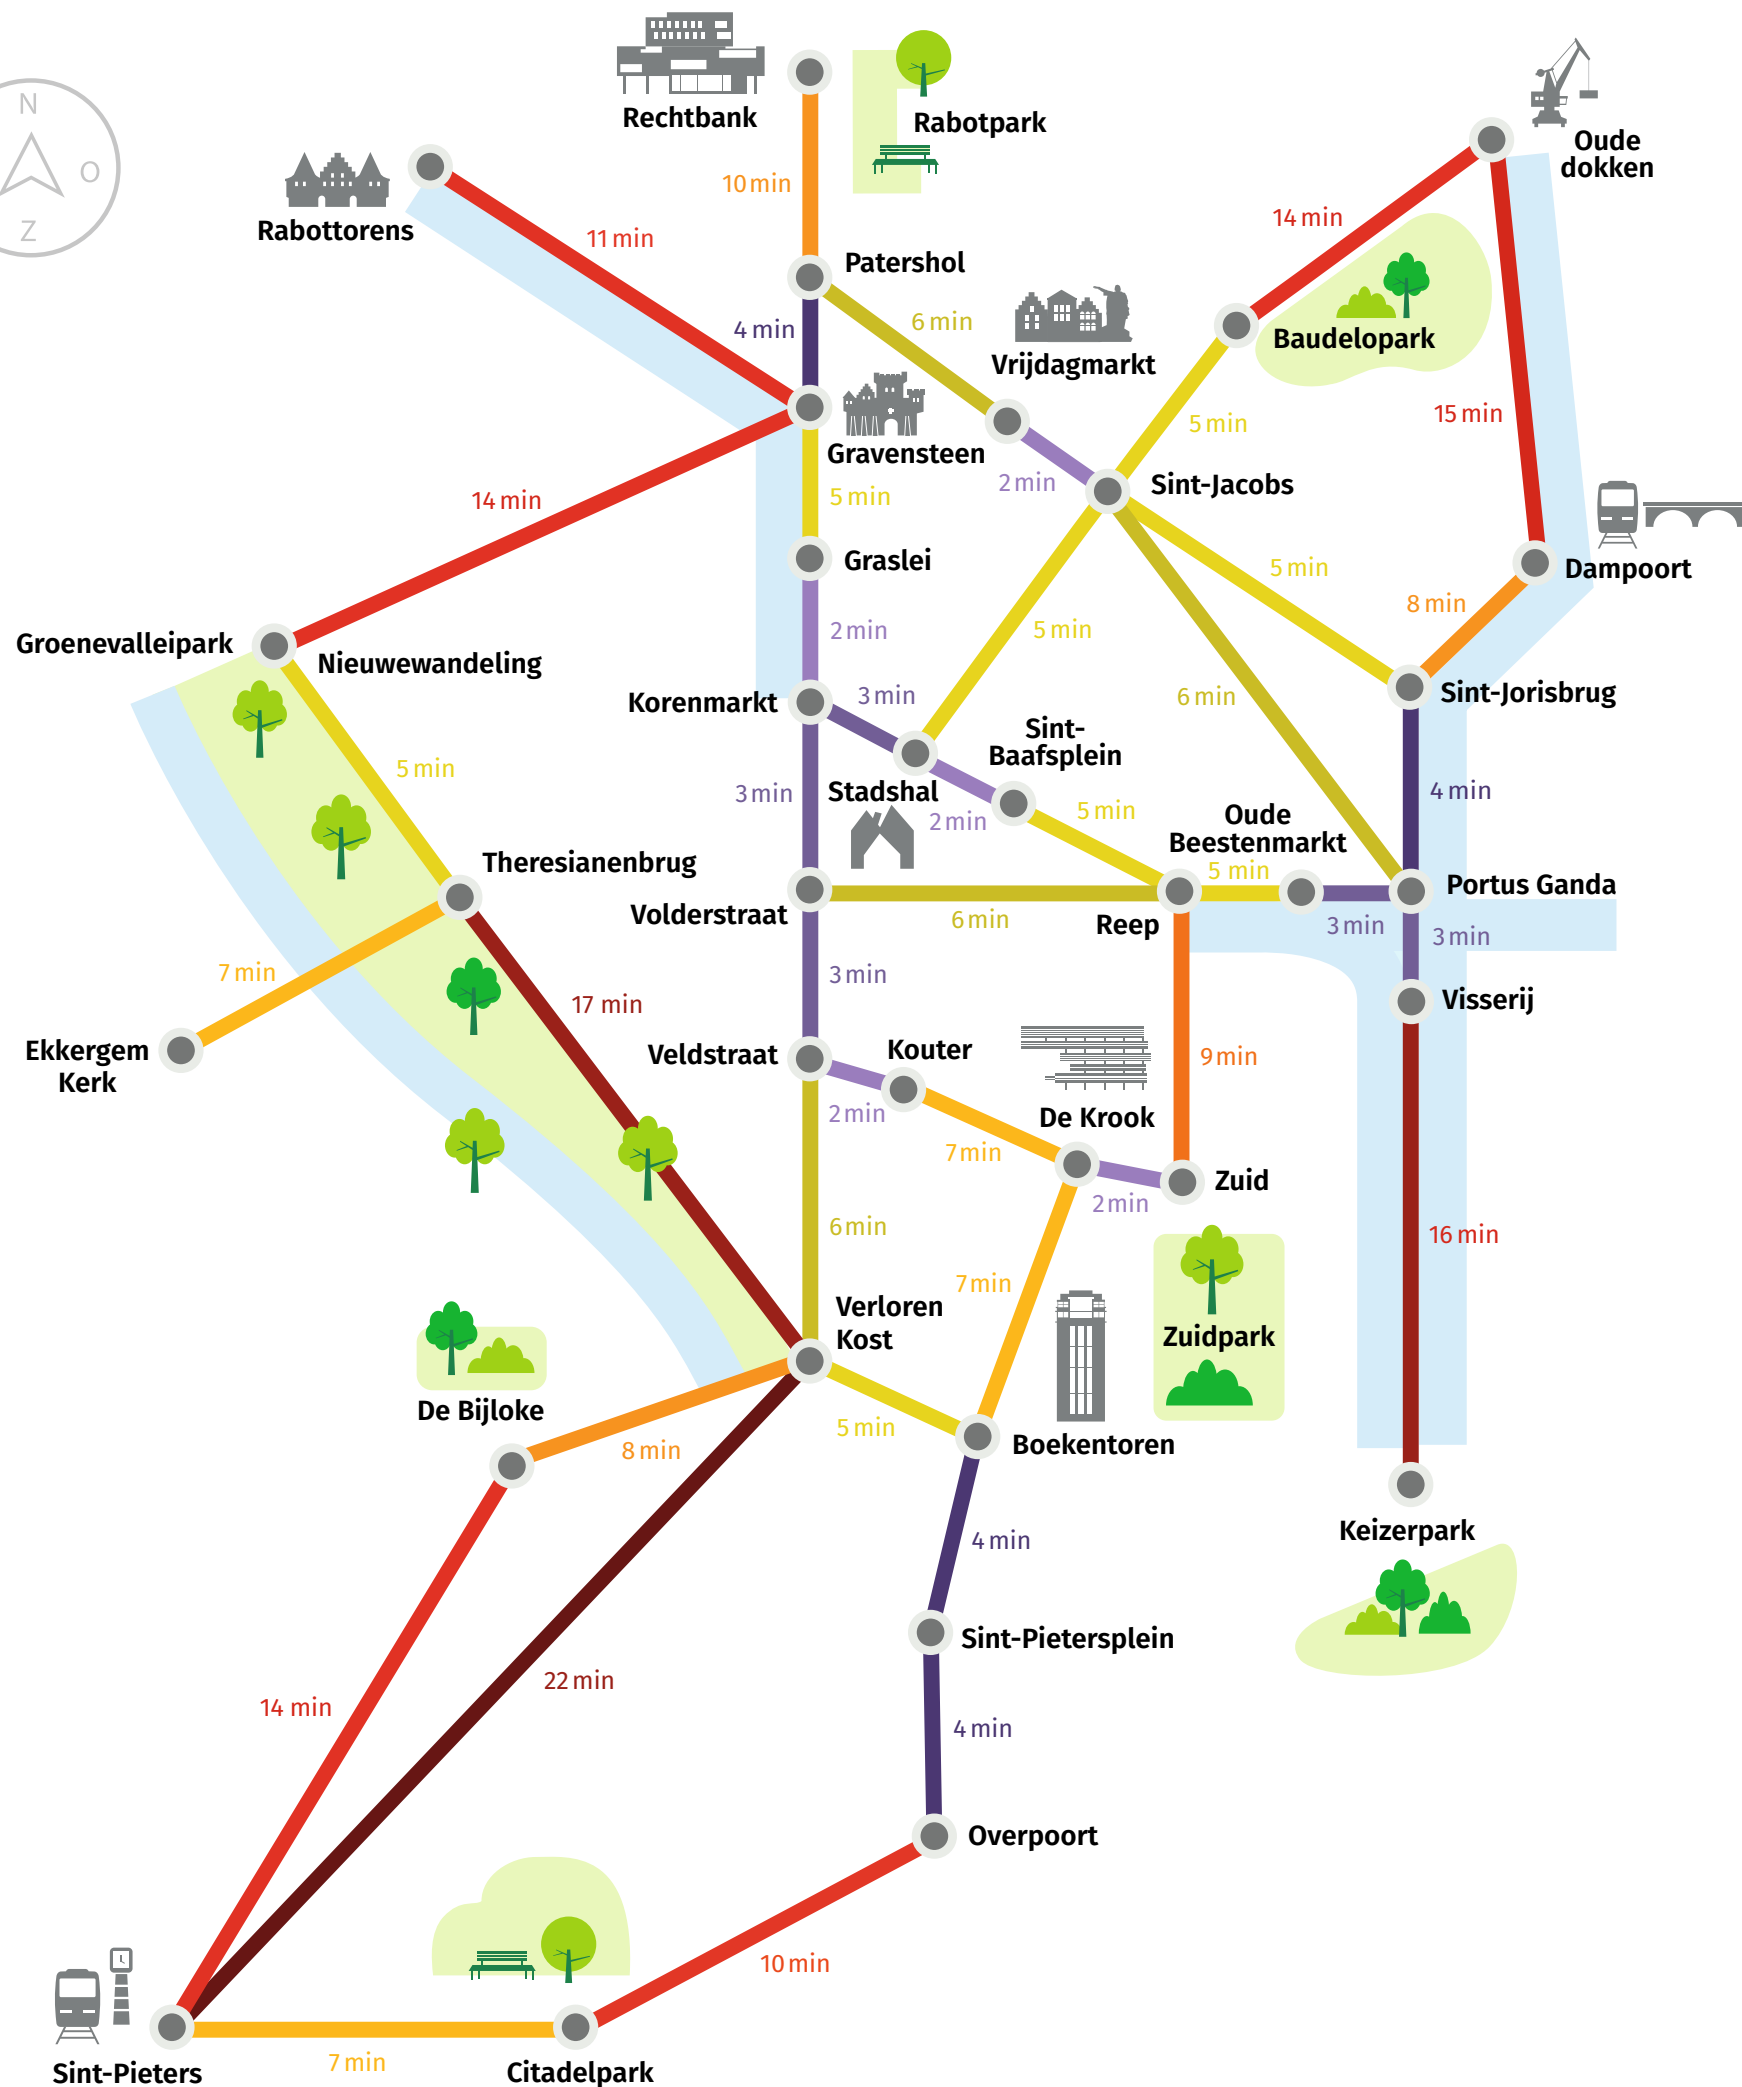 Rechtbank
Rabotpark
N
O
Z
Oude
dokken
Rabottorens
10 min
14 min
11 min
Patershol
4 min
6 min
Vrijdagmarkt
Baudelopark
15 min
5 min
Gravensteen
2 min
Sint-Jacobs
14 min
5 min
Graslei
5 min
Dampoort
8 min
2 min
5 min
Groenevalleipark
Nieuwewandeling
Korenmarkt
3 min
6 min
Sint-Jorisbrug
Sint-
Baafsplein
5 min
3 min
Stadshal
2 min
5 min
4 min
Oude
Beestenmarkt
Theresianenbrug
5 min
Portus Ganda
Volderstraat
6 min
Reep
3 min
3 min
7 min
17 min
3 min
Visserij
Ekkergem
Kerk
Veldstraat
Kouter
9 min
2 min
De Krook
7 min
Zuid
2 min
6 min
16 min
7 min
Verloren
Kost
Zuidpark
De Bijloke
5 min
8 min
Boekentoren
4 min
Keizerpark
Sint-Pietersplein
14 min
22 min
4 min
Overpoort
10 min
Sint-Pieters
7 min
Citadelpark